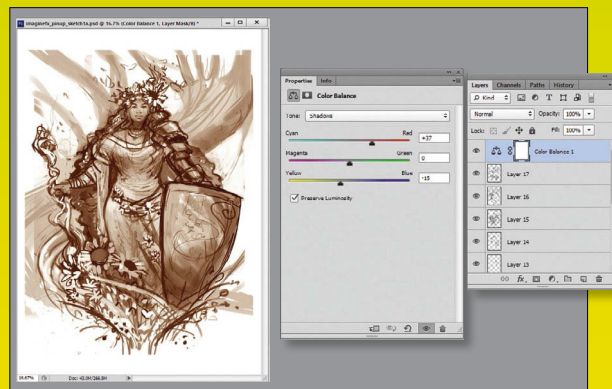 imaginefx_pinup_sketch1a.psd @ 16.7% (Color Balance 1, Layer Mask/8) *
16.67%
Doc: 43.0M/266.8M
Properties Info
Color Balance
Tone: Shadows
Cyan Red +37
Magenta Green 0
Yellow Blue -15
Preserve Luminosity
Layers Channels Paths History
Kind
Normal Opacity: 100%
Lock: Fill: 100%
Color Balance 1
Layer 17
Layer 16
Layer 15
Layer 14
Layer 13
fx